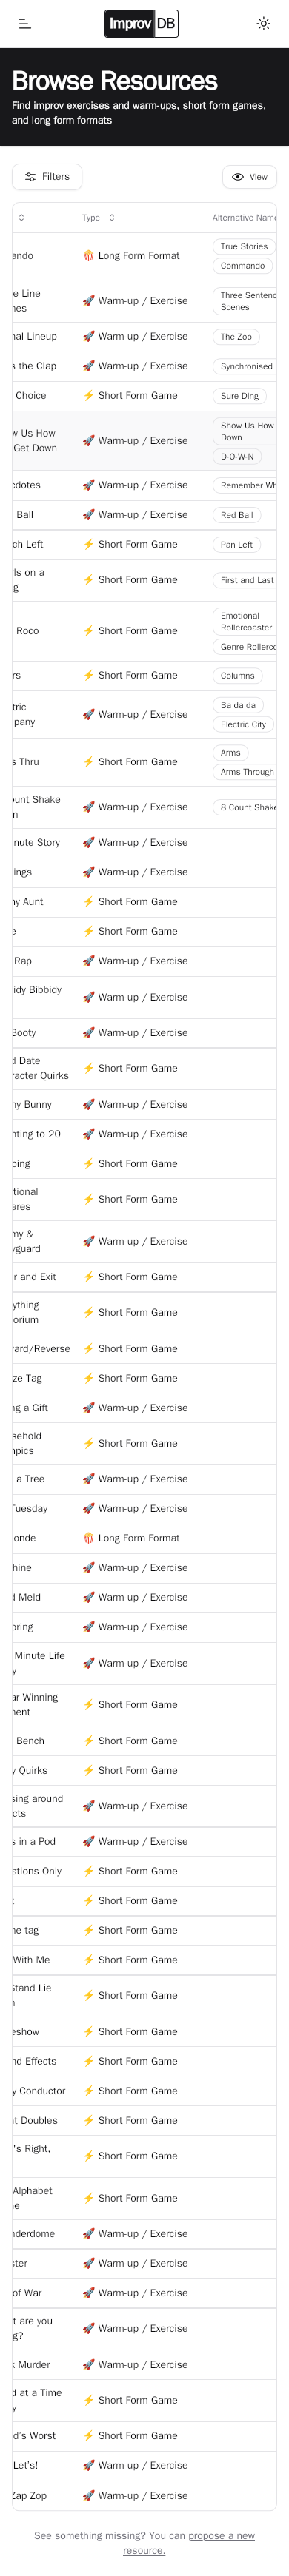 Improv DB
Browse Resources
Find improv exercises and warm-ups, short form games,
and long form formats
Filters
View
Type
Alternative Name
True Stories
ando
Long Form Format
Commando
e Line
nes
Warm-up / Exercise
Three Sentenc
Scenes
nal Lineup
Warm-up / Exercise
The Zoo
s the Clap
Warm-up / Exercise
Synchronised
Choice
Short Form Game
Sure Ding
w Us How
Get Down
Warm-up / Exercise
Show Us How
Down
D-O-W-N
cdotes
Warm-up / Exercise
Remember Wh
Ball
Warm-up / Exercise
Red Ball
ch Left
Short Form Game
Pan Left
ls on a
g
Short Form Game
First and Last
Roco
Short Form Game
Emotional
Rollercoaster
Genre Rollerco
rs
Short Form Game
Columns
tric
mpany
Warm-up / Exercise
Ba da da
Electric City
s Thru
Short Form Game
Arms
Arms Through
ount Shake
n
Warm-up / Exercise
8 Count Shake
inute Story
Warm-up / Exercise
ings
Warm-up / Exercise
ny Aunt
Short Form Game
e
Short Form Game
Rap
Warm-up / Exercise
idy Bibbidy
Warm-up / Exercise
Booty
Warm-up / Exercise
d Date
racter Quirks
Short Form Game
ny Bunny
Warm-up / Exercise
nting to 20
Warm-up / Exercise
bing
Short Form Game
tional
ares
Short Form Game
my &
yguard
Warm-up / Exercise
r and Exit
Short Form Game
ything
orium
Short Form Game
ward/Reverse
Short Form Game
ze Tag
Short Form Game
ng a Gift
Warm-up / Exercise
sehold
mpics
Short Form Game
a Tree
Warm-up / Exercise
Tuesday
Warm-up / Exercise
onde
Long Form Format
hine
Warm-up / Exercise
d Meld
Warm-up / Exercise
oring
Warm-up / Exercise
Minute Life
y
Warm-up / Exercise
ar Winning
ment
Short Form Game
Bench
Short Form Game
y Quirks
Short Form Game
sing around
cts
Warm-up / Exercise
s in a Pod
Warm-up / Exercise
stions Only
Short Form Game
Short Form Game
ne tag
Short Form Game
With Me
Short Form Game
Stand Lie
n
Short Form Game
eshow
Short Form Game
nd Effects
Short Form Game
y Conductor
Short Form Game
nt Doubles
Short Form Game
's Right,
Short Form Game
Alphabet
ne
Short Form Game
nderdome
Warm-up / Exercise
ster
Warm-up / Exercise
of War
Warm-up / Exercise
t are you
g?
Warm-up / Exercise
k Murder
Warm-up / Exercise
d at a Time
y
Short Form Game
d's Worst
Short Form Game
Let's!
Warm-up / Exercise
Zap Zop
Warm-up / Exercise
See something missing? You can propose a new
resource.